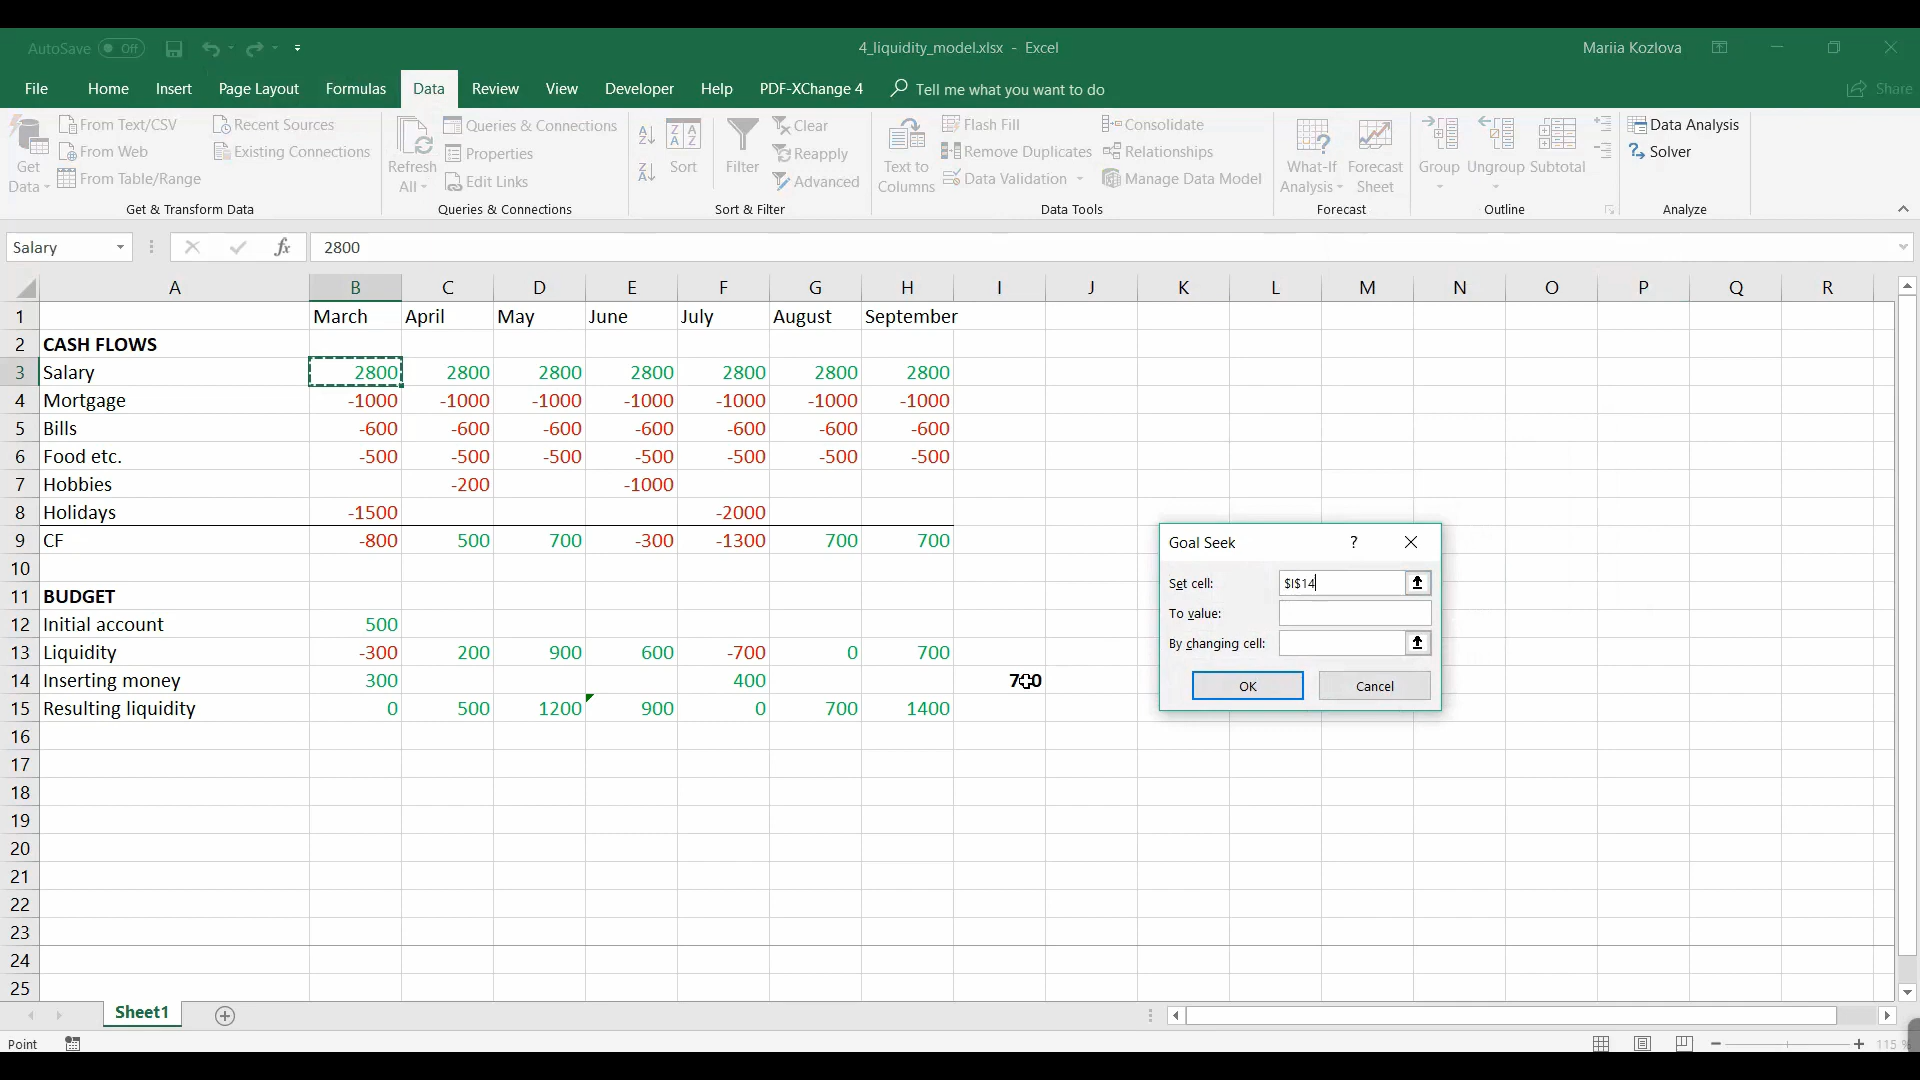 AutoSave Off
4_liquidity_model.xlsx - Excel
Mariia Kozlova
File Home Insert Page Layout Formulas Data Review View Developer Help PDF-XChange 4 Tell me what you want to do Share
Get Data
From Text/CSV
From Web
From Table/Range
Recent Sources
Existing Connections
Get & Transform Data
Refresh All
Queries & Connections
Properties
Edit Links
Queries & Connections
Sort
Filter
Clear
Reapply
Advanced
Sort & Filter
Text to Columns
Flash Fill
Remove Duplicates
Data Validation
Consolidate
Relationships
Manage Data Model
Data Tools
What-If Analysis
Forecast Sheet
Forecast
Group
Ungroup
Subtotal
Outline
Data Analysis
Solver
Analyze
Salary fx 2800
A B C D E F G H I J K L M N O P Q R
1 March April May June July August September
2 CASH FLOWS
3 Salary 2800 2800 2800 2800 2800 2800 2800
4 Mortgage -1000 -1000 -1000 -1000 -1000 -1000 -1000
5 Bills -600 -600 -600 -600 -600 -600 -600
6 Food etc. -500 -500 -500 -500 -500 -500 -500
7 Hobbies -200 -1000
8 Holidays -1500 -2000
9 CF -800 500 700 -300 -1300 700 700
10
11 BUDGET
12 Initial account 500
13 Liquidity -300 200 900 600 -700 0 700
14 Inserting money 300 400 700
15 Resulting liquidity 0 500 1200 900 0 700 1400
16
17
18
19
20
21
22
23
24
25
Goal Seek ?
Set cell: $I$14
To value:
By changing cell:
OK Cancel
Sheet1
Point
115 %